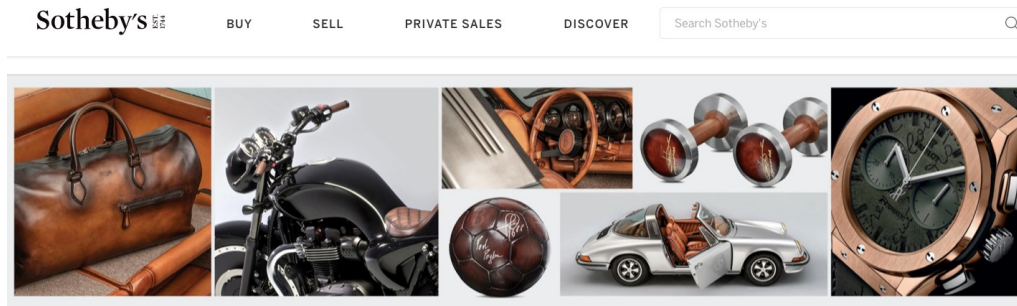 Sotheby's EST. 1744
BUY
SELL
PRIVATE SALES
DISCOVER
Search Sotheby's